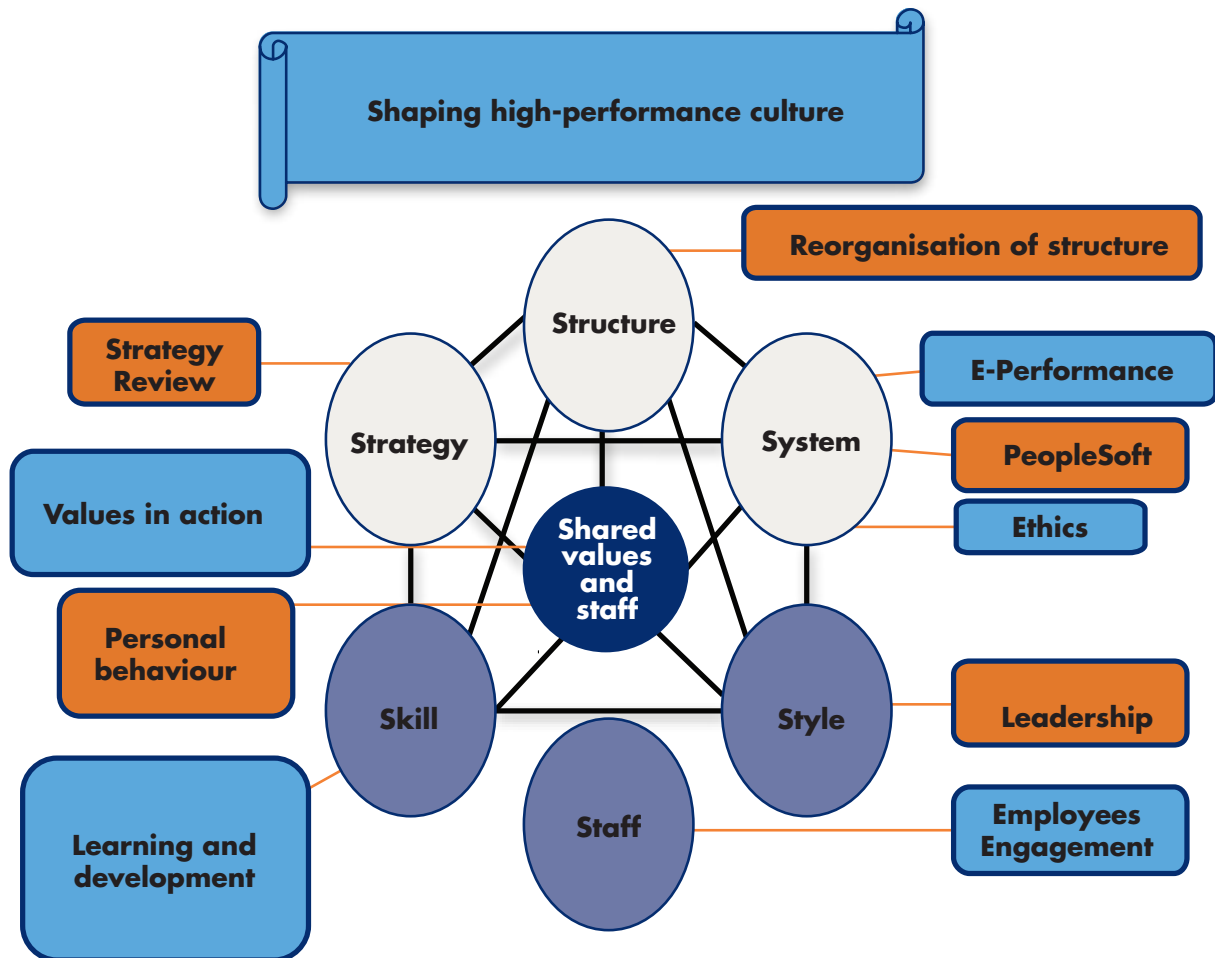 Shaping high-performance culture
Reorganisation of structure
Structure
Strategy
Review
E-Performance
Strategy
System
PeopleSoft
Values in action
Ethics
Shared
values
and
staff
Personal
behaviour
Skill
Style
Leadership
Staff
Employees
Engagement
Learning and
development